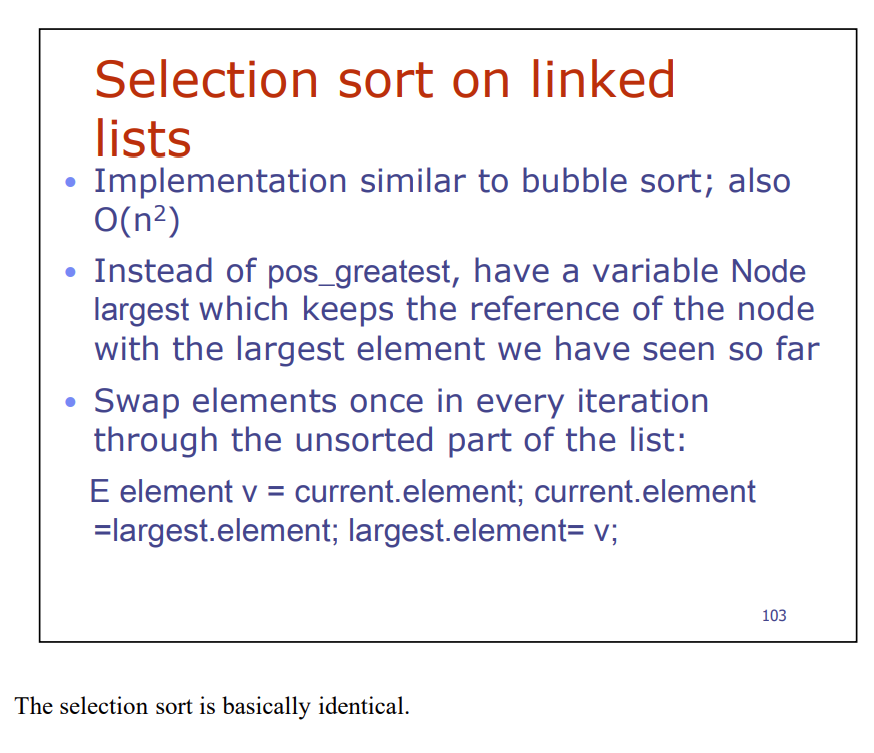 Selection sort on linked
lists
• Implementation similar to bubble sort; also
O(n²)
• Instead of pos_greatest, have a variable Node
largest which keeps the reference of the node
with the largest element we have seen so far
• Swap elements once in every iteration
through the unsorted part of the list:
E element v = current.element; current.element
=largest.element; largest.element= v;
103
The selection sort is basically identical.